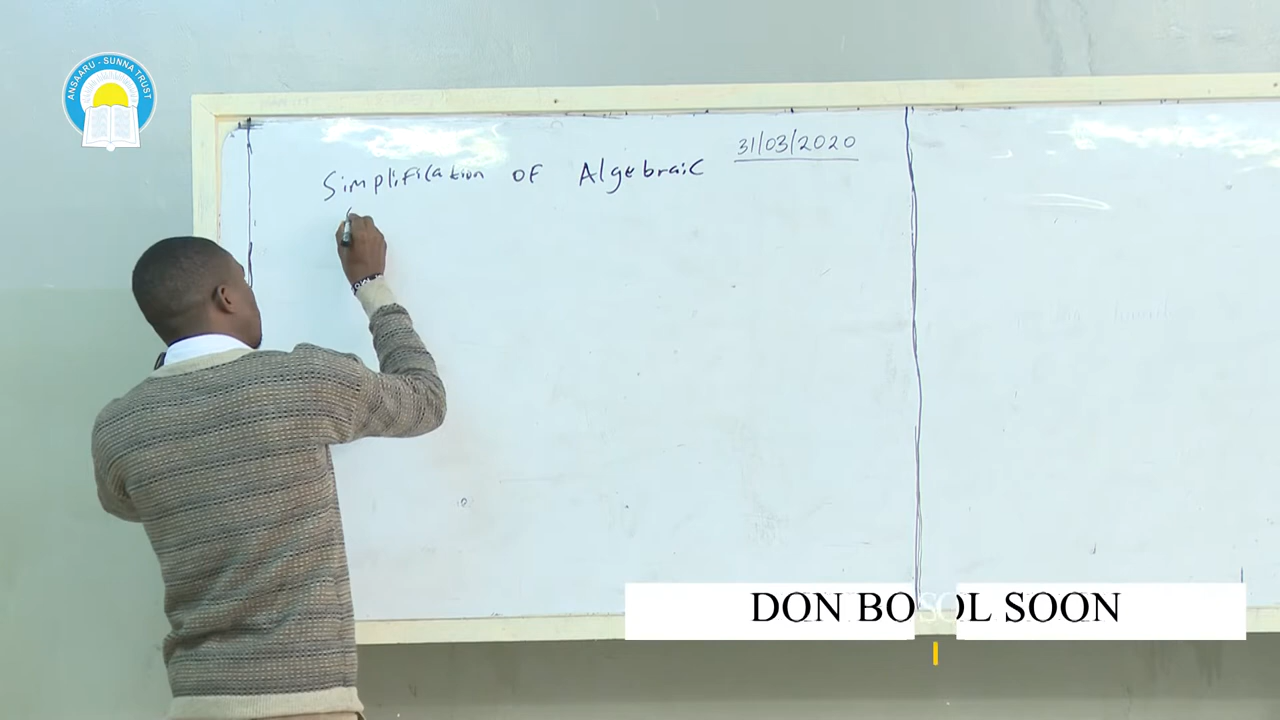 ANSAARU - SUNNA TRUST
31/03/2020
Simplification of Algebraic
DON BO
OL SOON